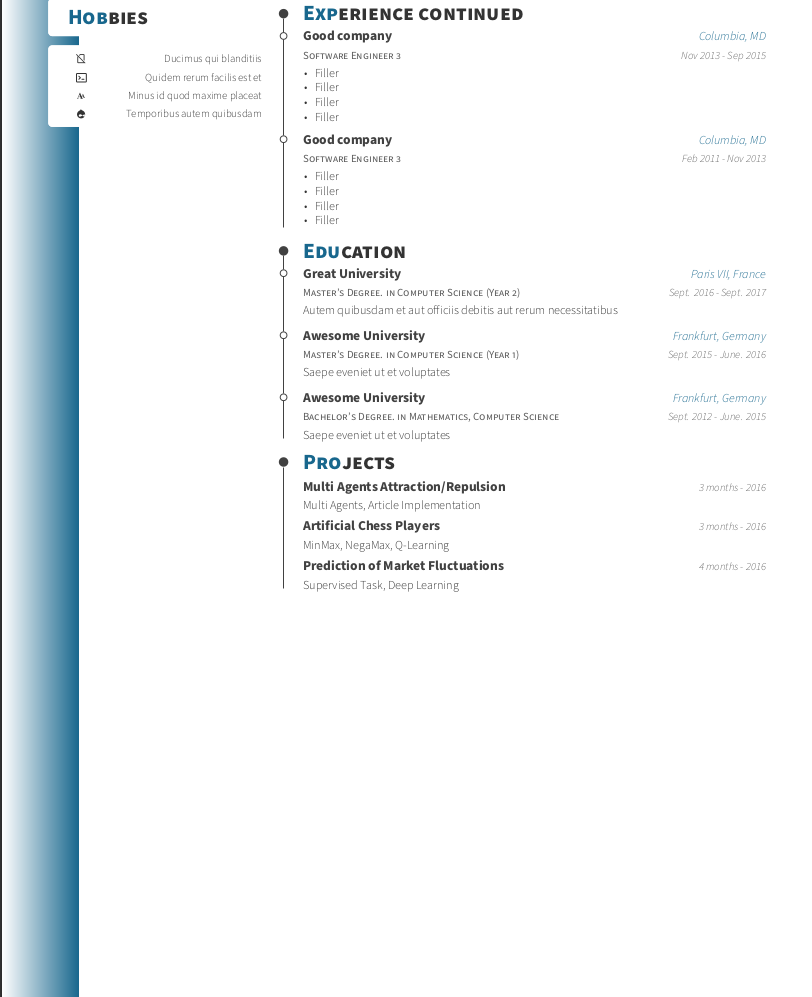 Hobbies
Ducimus qui blanditiis
Quidem rerum facilis est et
Minus id quod maxime placeat
Temporibus autem quibusdam
Experience continued
Good company Columbia, MD
Software Engineer 3 Nov 2013 - Sep 2015
• Filler
• Filler
• Filler
• Filler
Good company Columbia, MD
Software Engineer 3 Feb 2011 - Nov 2013
• Filler
• Filler
• Filler
• Filler
Education
Great University Paris VII, France
Master's Degree. in Computer Science (Year 2) Sept. 2016 - Sept. 2017
Autem quibusdam et aut officiis debitis aut rerum necessitatibus
Awesome University Frankfurt, Germany
Master's Degree. in Computer Science (Year 1) Sept. 2015 - June. 2016
Saepe eveniet ut et voluptates
Awesome University Frankfurt, Germany
Bachelor's Degree. in Mathematics, Computer Science Sept. 2012 - June. 2015
Saepe eveniet ut et voluptates
Projects
Multi Agents Attraction/Repulsion 3 months - 2016
Multi Agents, Article Implementation
Artificial Chess Players 3 months - 2016
MinMax, NegaMax, Q-Learning
Prediction of Market Fluctuations 4 months - 2016
Supervised Task, Deep Learning